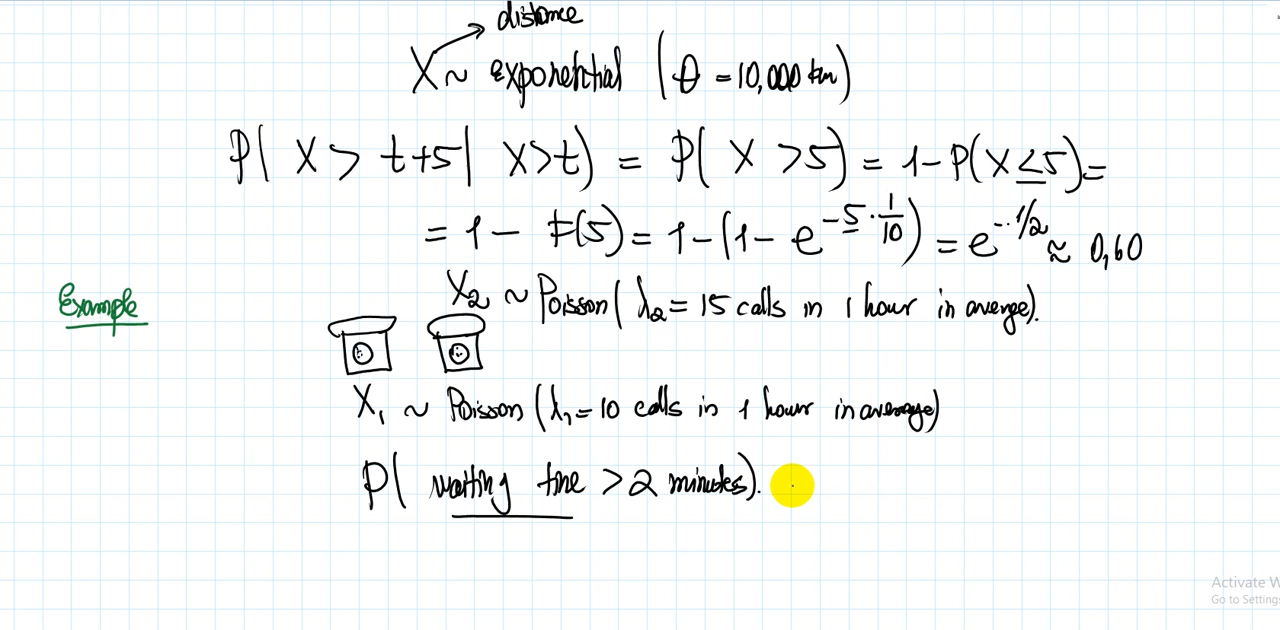 distance
X ~ exponential (θ = 10,000 km)
P( X > t+5 | X>t) = P( X >5) = 1-P(X ≤5)=
= 1 - F(5) = 1-(1- e^{-5·1/10}) = e^{-1/2} ≈ 0,60
Example
X₂ ~ Poisson( λ₂= 15 calls in 1 hour in average).
X₁ ~ Poisson (λ₁= 10 calls in 1 hour in average)
P( waiting time >2 minutes).
Activate W
Go to Settings